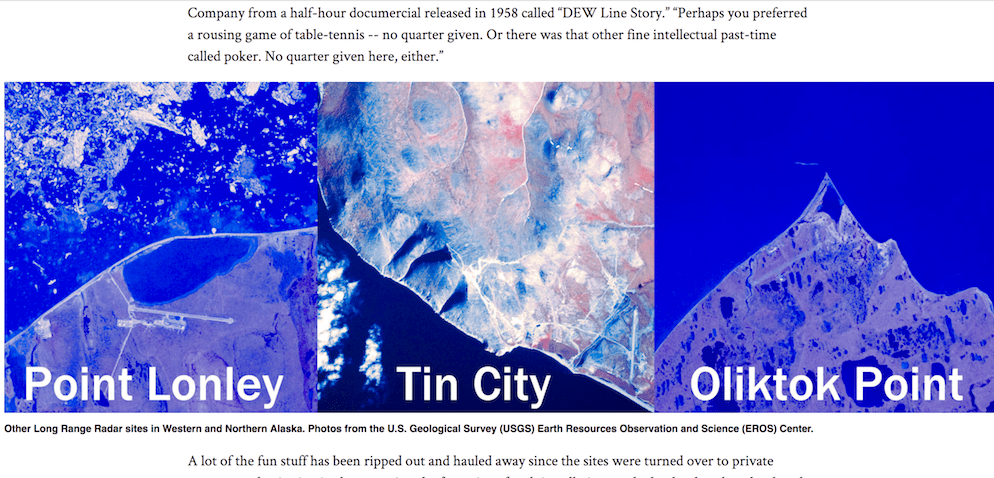 Company from a half-hour documercial released in 1958 called “DEW Line Story.” “Perhaps you preferred
a rousing game of table-tennis -- no quarter given. Or there was that other fine intellectual past-time
called poker. No quarter given here, either.”
Point Lonley
Tin City
Oliktok Point
Other Long Range Radar sites in Western and Northern Alaska. Photos from the U.S. Geological Survey (USGS) Earth Resources Observation and Science (EROS) Center.
A lot of the fun stuff has been ripped out and hauled away since the sites were turned over to private